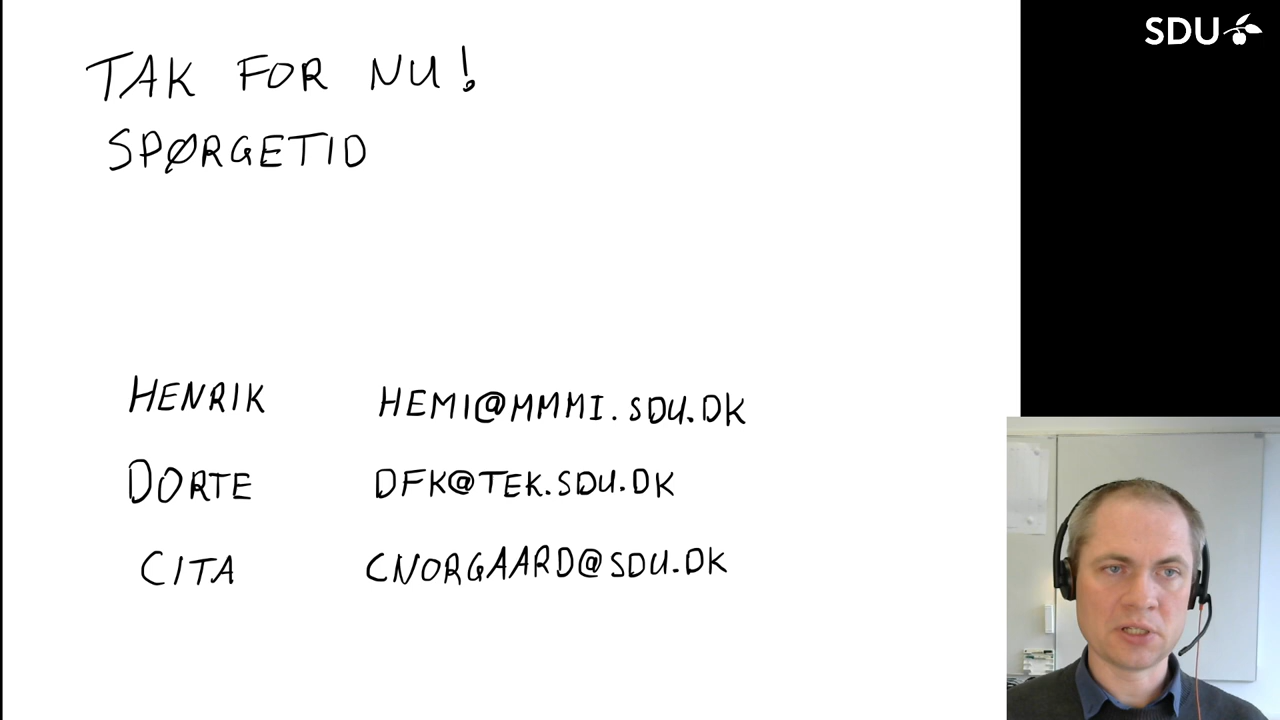 SDU
TAK FOR NU!
SPØRGETID
HENRIK HEMI@MMMI.SDU.DK
DORTE DFK@TEK.SDU.DK
CITA CNORGAARD@SDU.DK